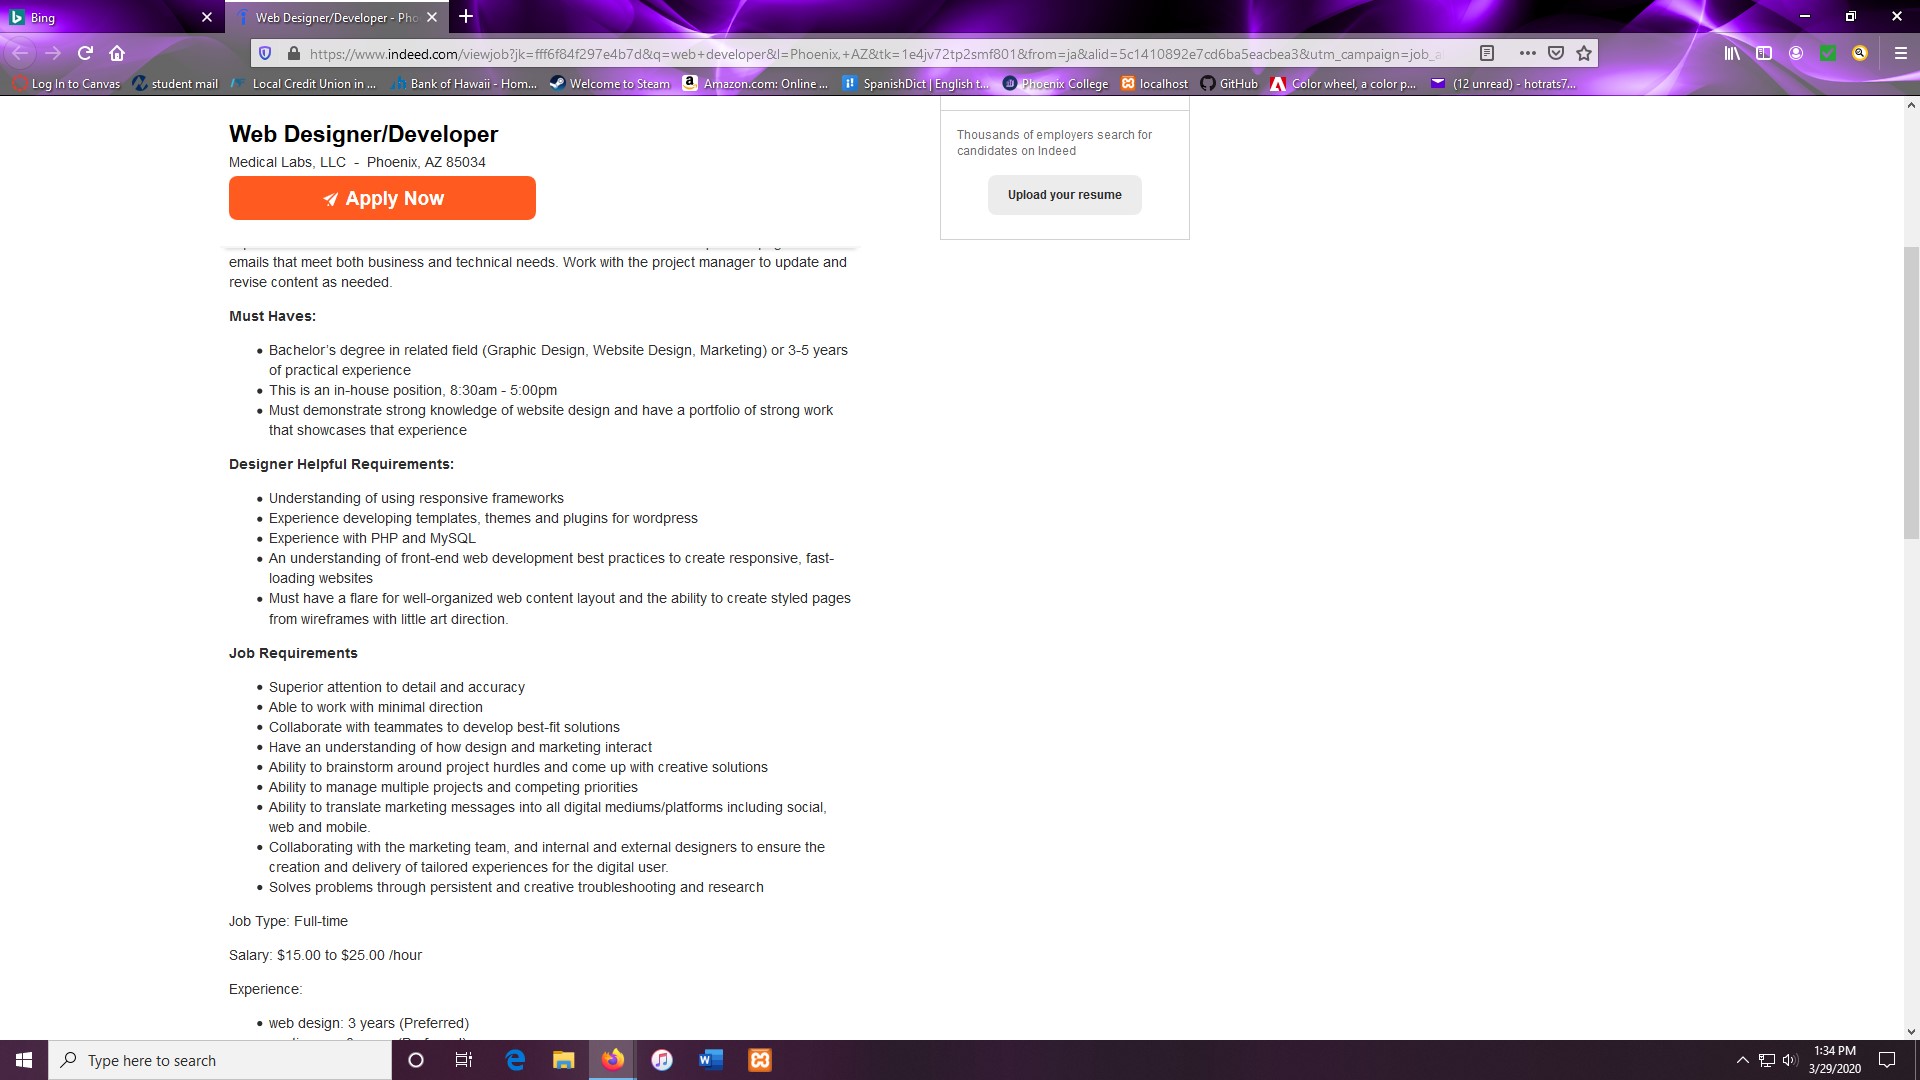 Bing
Web Designer/Developer - Pho
https://www.indeed.com/viewjob?jk=fff6f84f297e4b7d&q=web+developer&l=Phoenix,+AZ&tk=1e4jv72tp2smf801&from=ja&alid=5c1410892e7cd6ba5eacbea3&utm_campaign=job_a
Log In to Canvas student mail Local Credit Union in ... Bank of Hawaii - Hom... Welcome to Steam Amazon.com: Online ... SpanishDict | English t... Phoenix College localhost GitHub Color wheel, a color p... (12 unread) - hotrats7...
Web Designer/Developer
Medical Labs, LLC - Phoenix, AZ 85034
Apply Now
Thousands of employers search for
candidates on Indeed
Upload your resume
emails that meet both business and technical needs. Work with the project manager to update and
revise content as needed.
Must Haves:
• Bachelor’s degree in related field (Graphic Design, Website Design, Marketing) or 3-5 years
of practical experience
• This is an in-house position, 8:30am - 5:00pm
• Must demonstrate strong knowledge of website design and have a portfolio of strong work
that showcases that experience
Designer Helpful Requirements:
• Understanding of using responsive frameworks
• Experience developing templates, themes and plugins for wordpress
• Experience with PHP and MySQL
• An understanding of front-end web development best practices to create responsive, fast-
loading websites
• Must have a flare for well-organized web content layout and the ability to create styled pages
from wireframes with little art direction.
Job Requirements
• Superior attention to detail and accuracy
• Able to work with minimal direction
• Collaborate with teammates to develop best-fit solutions
• Have an understanding of how design and marketing interact
• Ability to brainstorm around project hurdles and come up with creative solutions
• Ability to manage multiple projects and competing priorities
• Ability to translate marketing messages into all digital mediums/platforms including social,
web and mobile.
• Collaborating with the marketing team, and internal and external designers to ensure the
creation and delivery of tailored experiences for the digital user.
• Solves problems through persistent and creative troubleshooting and research
Job Type: Full-time
Salary: $15.00 to $25.00 /hour
Experience:
• web design: 3 years (Preferred)
Type here to search
1:34 PM
3/29/2020